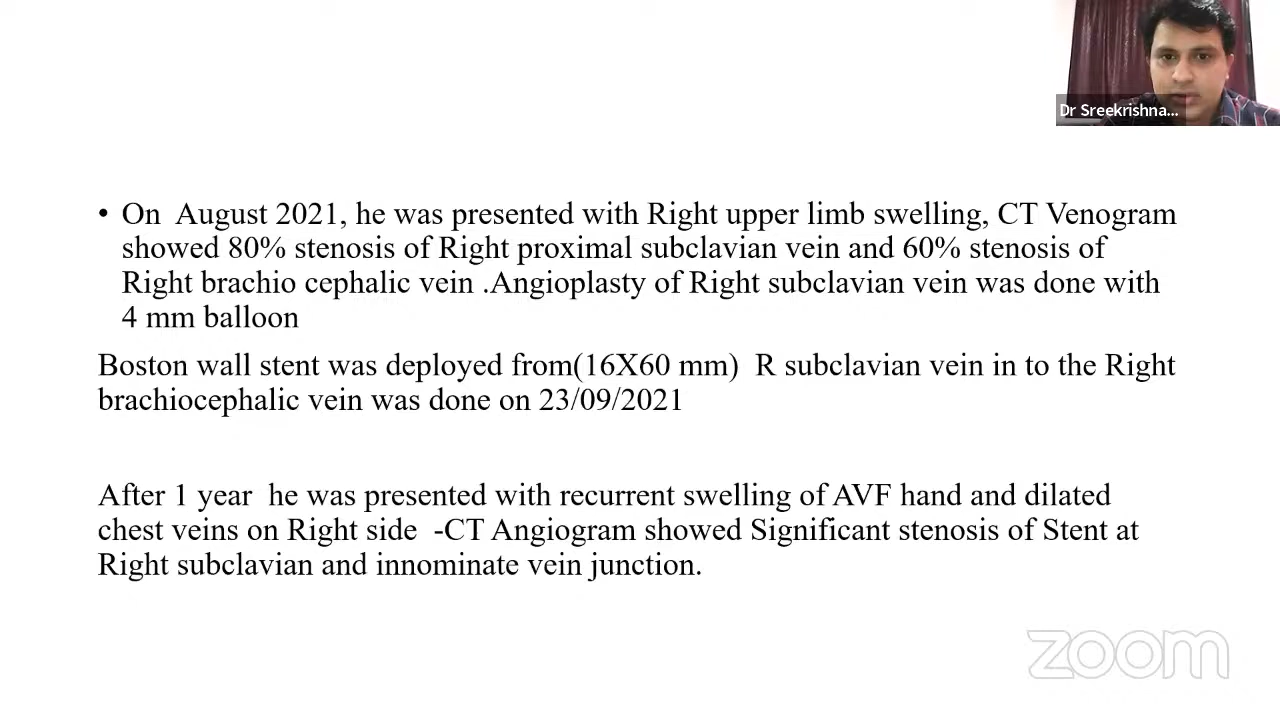 Dr Sreekrishna...
• On August 2021, he was presented with Right upper limb swelling, CT Venogram
showed 80% stenosis of Right proximal subclavian vein and 60% stenosis of
Right brachio cephalic vein .Angioplasty of Right subclavian vein was done with
4 mm balloon
Boston wall stent was deployed from(16X60 mm) R subclavian vein in to the Right
brachiocephalic vein was done on 23/09/2021
After 1 year he was presented with recurrent swelling of AVF hand and dilated
chest veins on Right side -CT Angiogram showed Significant stenosis of Stent at
Right subclavian and innominate vein junction.
zoom